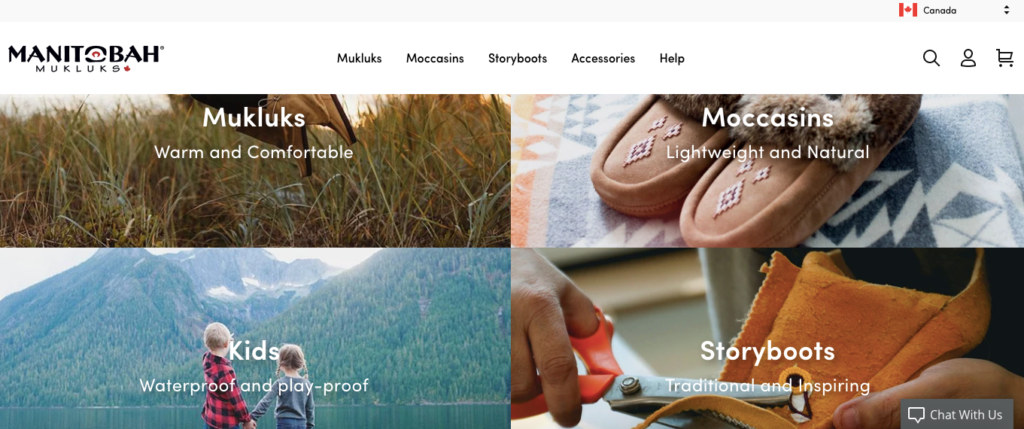 Canada
MANITOBAH®
MUKLUKS
Mukluks Moccasins Storyboots Accessories Help
Mukluks
Warm and Comfortable
Moccasins
Lightweight and Natural
Kids
Waterproof and play-proof
Storyboots
Traditional and Inspiring
Chat With Us